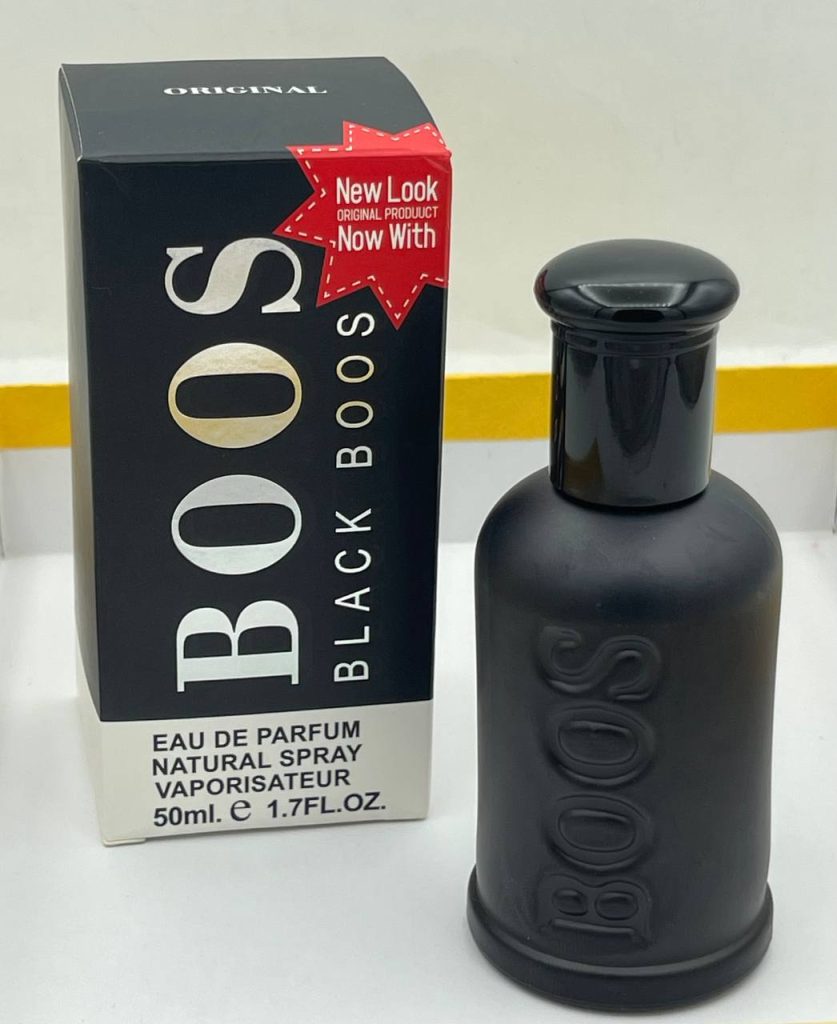 ORIGINAL
New Look
ORIGINAL PRODUUCT
Now With
BOOS
BLACK BOOS
EAU DE PARFUM
NATURAL SPRAY
VAPORISATEUR
50ml. e 1.7FL.OZ.
BOOS